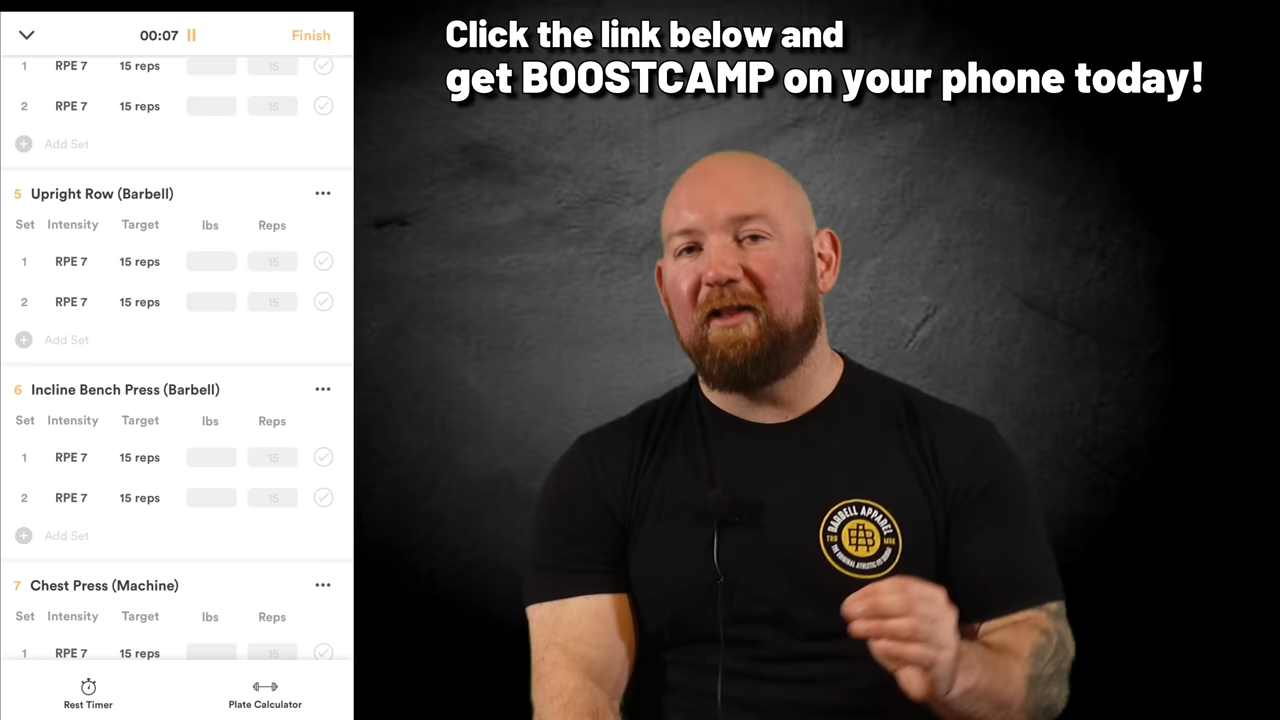 Click the link below and
get BOOSTCAMP on your phone today!
00:07
Finish
1 RPE 7 15 reps 15
2 RPE 7 15 reps 15
Add Set
5 Upright Row (Barbell)
Set Intensity Target lbs Reps
1 RPE 7 15 reps 15
2 RPE 7 15 reps 15
Add Set
6 Incline Bench Press (Barbell)
Set Intensity Target lbs Reps
1 RPE 7 15 reps 15
2 RPE 7 15 reps 15
Add Set
7 Chest Press (Machine)
Set Intensity Target lbs Reps
1 RPE 7 15 reps
Rest Timer
Plate Calculator
BARBELL APPAREL